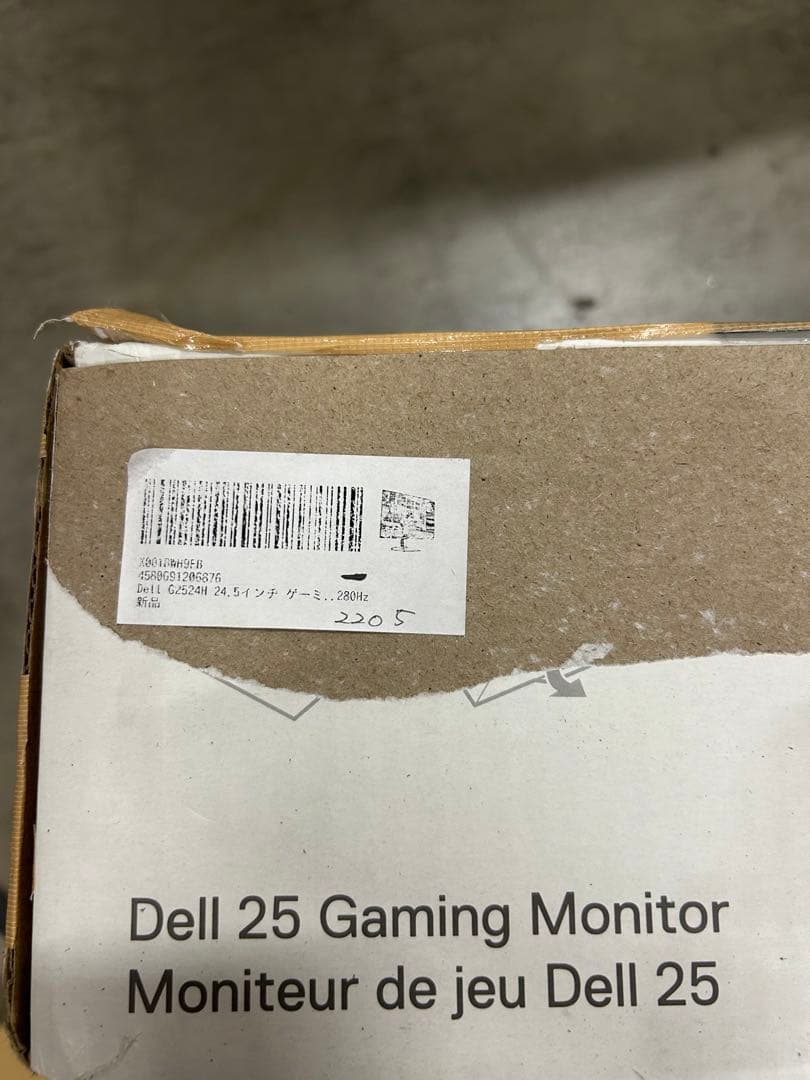 4580691206876
Dell G2524H 24.5インチ ゲーミ..280Hz
新品
2205
Dell 25 Gaming Monitor
Moniteur de jeu Dell 25